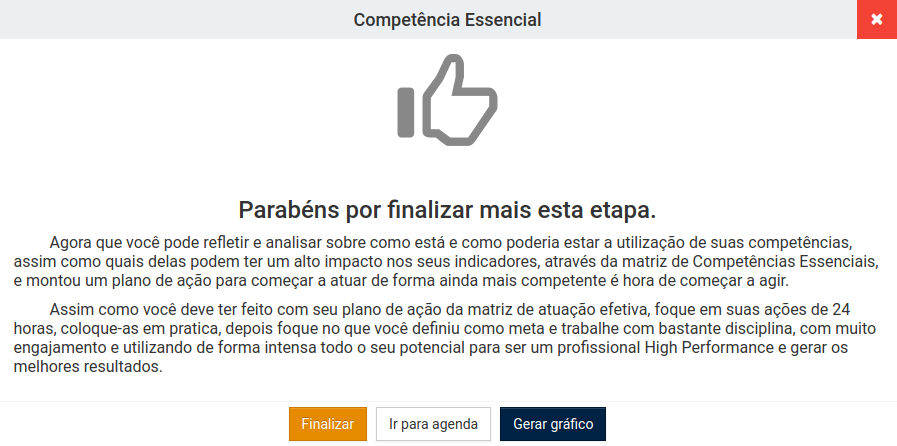 Competência Essencial
Parabéns por finalizar mais esta etapa.
Agora que você pode refletir e analisar sobre como está e como poderia estar a utilização de suas competências,
assim como quais delas podem ter um alto impacto nos seus indicadores, através da matriz de Competências Essenciais,
e montou um plano de ação para começar a atuar de forma ainda mais competente é hora de começar a agir.
Assim como você deve ter feito com seu plano de ação da matriz de atuação efetiva, foque em suas ações de 24
horas, coloque-as em pratica, depois foque no que você definiu como meta e trabalhe com bastante disciplina, com muito
engajamento e utilizando de forma intensa todo o seu potencial para ser um profissional High Performance e gerar os
melhores resultados.
Finalizar
Ir para agenda
Gerar gráfico